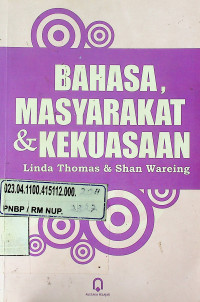 BAHASA,
MASYARAKAT
& KEKUASAAN
Linda Thomas & Shan Wareing
023.04.1100.415112.000.
PNBP / RM NUP.